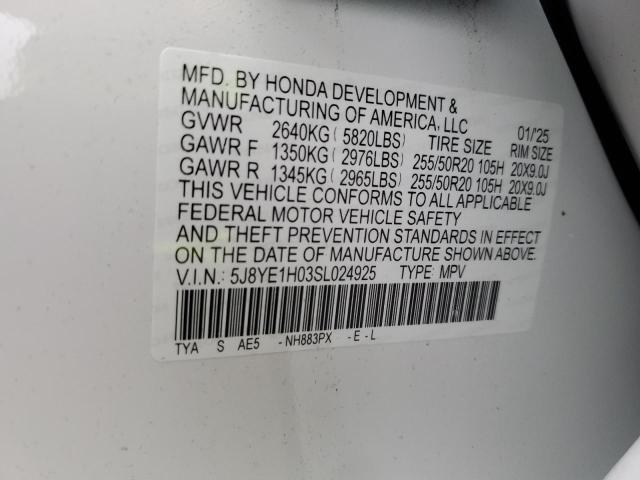 MFD. BY HONDA DEVELOPMENT &
MANUFACTURING OF AMERICA, LLC 01/'25
GVWR 2640KG ( 5820LBS) TIRE SIZE RIM SIZE
GAWR F 1350KG ( 2976LBS) 255/50R20 105H 20X9.0J
GAWR R 1345KG ( 2965LBS) 255/50R20 105H 20X9.0J
THIS VEHICLE CONFORMS TO ALL APPLICABLE
FEDERAL MOTOR VEHICLE SAFETY
AND THEFT PREVENTION STANDARDS IN EFFECT
ON THE DATE OF MANUFACTURE SHOWN ABOVE.
V.I.N.: 5J8YE1H03SL024925 TYPE: MPV
TYA S AE5 -NH883PX -E-L